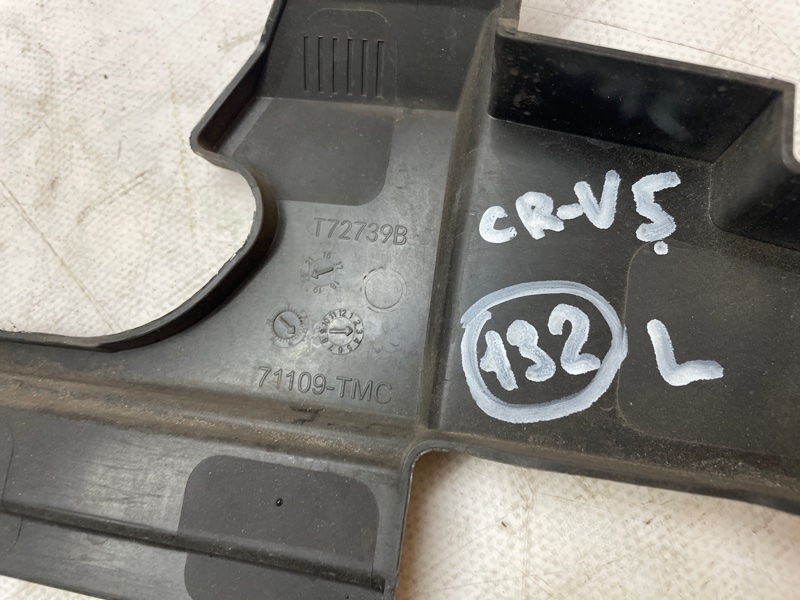 T72739B
CR-V5.
71109-TMC
132
L